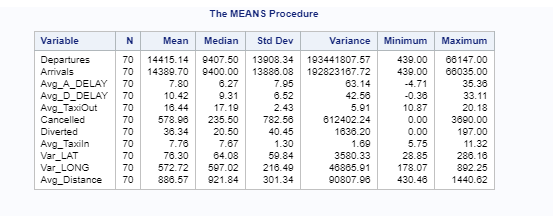 The MEANS Procedure
Variable N Mean Median Std Dev Variance Minimum Maximum
Departures 70 14415.14 9407.50 13908.34 193441807.57 439.00 66147.00
Arrivals 70 14389.70 9400.00 13886.08 192823167.72 439.00 66035.00
Avg_A_DELAY 70 7.80 6.27 7.95 63.14 -4.71 35.36
Avg_D_DELAY 70 10.42 9.31 6.52 42.56 -0.36 33.11
Avg_TaxiOut 70 16.44 17.19 2.43 5.91 10.87 20.18
Cancelled 70 578.96 235.50 782.56 612402.24 0.00 3690.00
Diverted 70 36.34 20.50 40.45 1636.20 0.00 197.00
Avg_TaxiIn 70 7.76 7.67 1.30 1.69 5.75 11.32
Var_LAT 70 76.30 64.08 59.84 3580.33 28.85 286.16
Var_LONG 70 572.72 597.02 216.49 46865.91 178.07 892.25
Avg_Distance 70 886.57 921.84 301.34 90807.96 430.46 1440.62